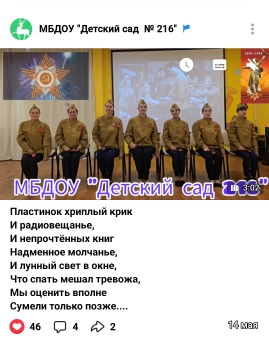 МБДОУ "Детский сад № 216"
МБДОУ "Детский сад
3:02
Пластинок хриплый крик
И радиовещанье,
И непрочтённых книг
Надменное молчанье,
И лунный свет в окне,
Что спать мешал тревожа,
Мы оценить вполне
Сумели только позже....
46 4 2 14 мая